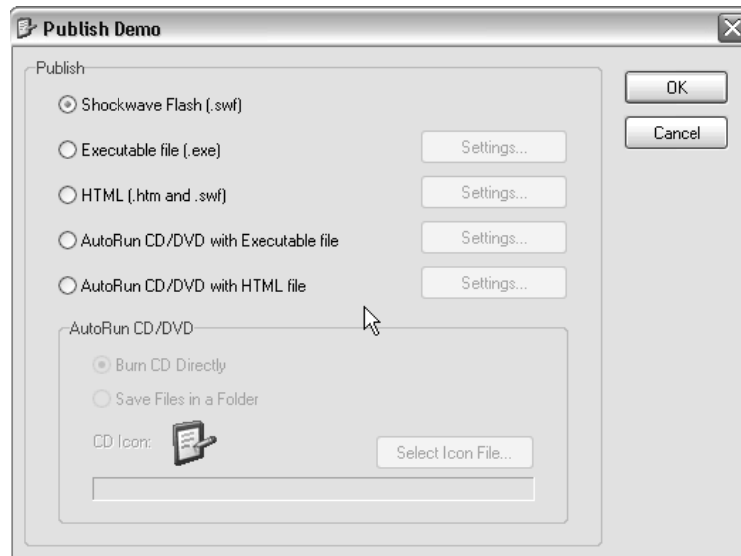 Publish Demo
Publish
Shockwave Flash (.swf)
Executable file (.exe)
Settings...
HTML (.htm and .swf)
Settings...
AutoRun CD/DVD with Executable file
Settings...
AutoRun CD/DVD with HTML file
Settings...
AutoRun CD/DVD
Burn CD Directly
Save Files in a Folder
CD Icon:
Select Icon File...
OK
Cancel